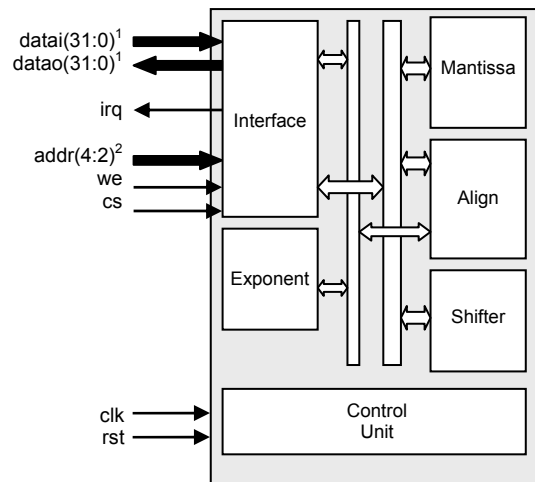 datai(31:0)¹
datao(31:0)¹
irq
addr(4:2)²
we
cs
clk
rst
Interface
Exponent
Mantissa
Align
Shifter
Control
Unit